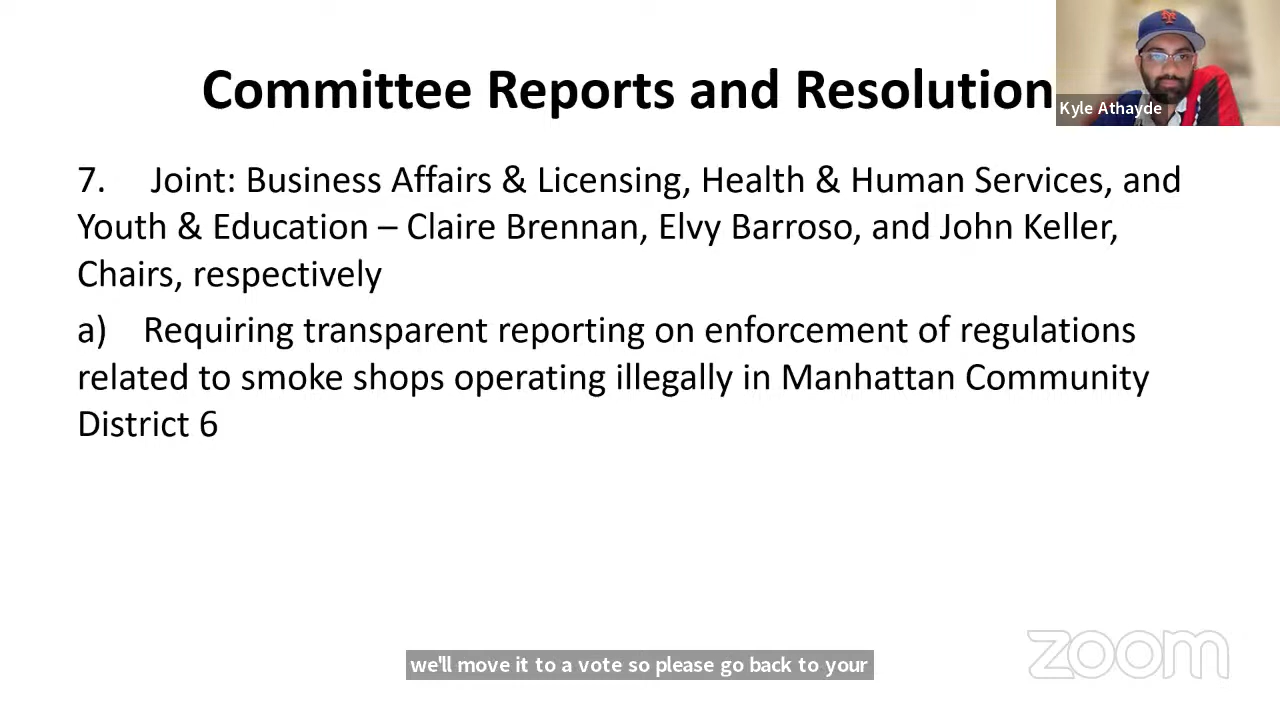 Committee Reports and Resolution
Kyle Athayde
7. Joint: Business Affairs & Licensing, Health & Human Services, and
Youth & Education – Claire Brennan, Elvy Barroso, and John Keller,
Chairs, respectively
a) Requiring transparent reporting on enforcement of regulations
related to smoke shops operating illegally in Manhattan Community
District 6
zoom
we'll move it to a vote so please go back to your